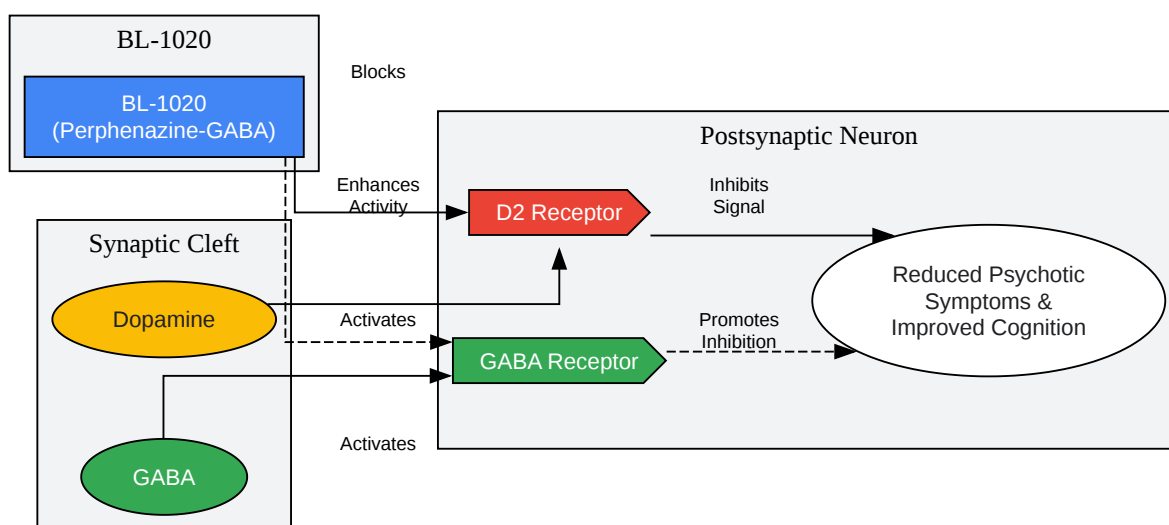 BL-1020
BL-1020
(Perphenazine-GABA)
Blocks
Postsynaptic Neuron
Enhances
Activity
D2 Receptor
Inhibits
Signal
Synaptic Cleft
Dopamine
Activates
GABA Receptor
Promotes
Inhibition
Reduced Psychotic
Symptoms &
Improved Cognition
Activates
GABA